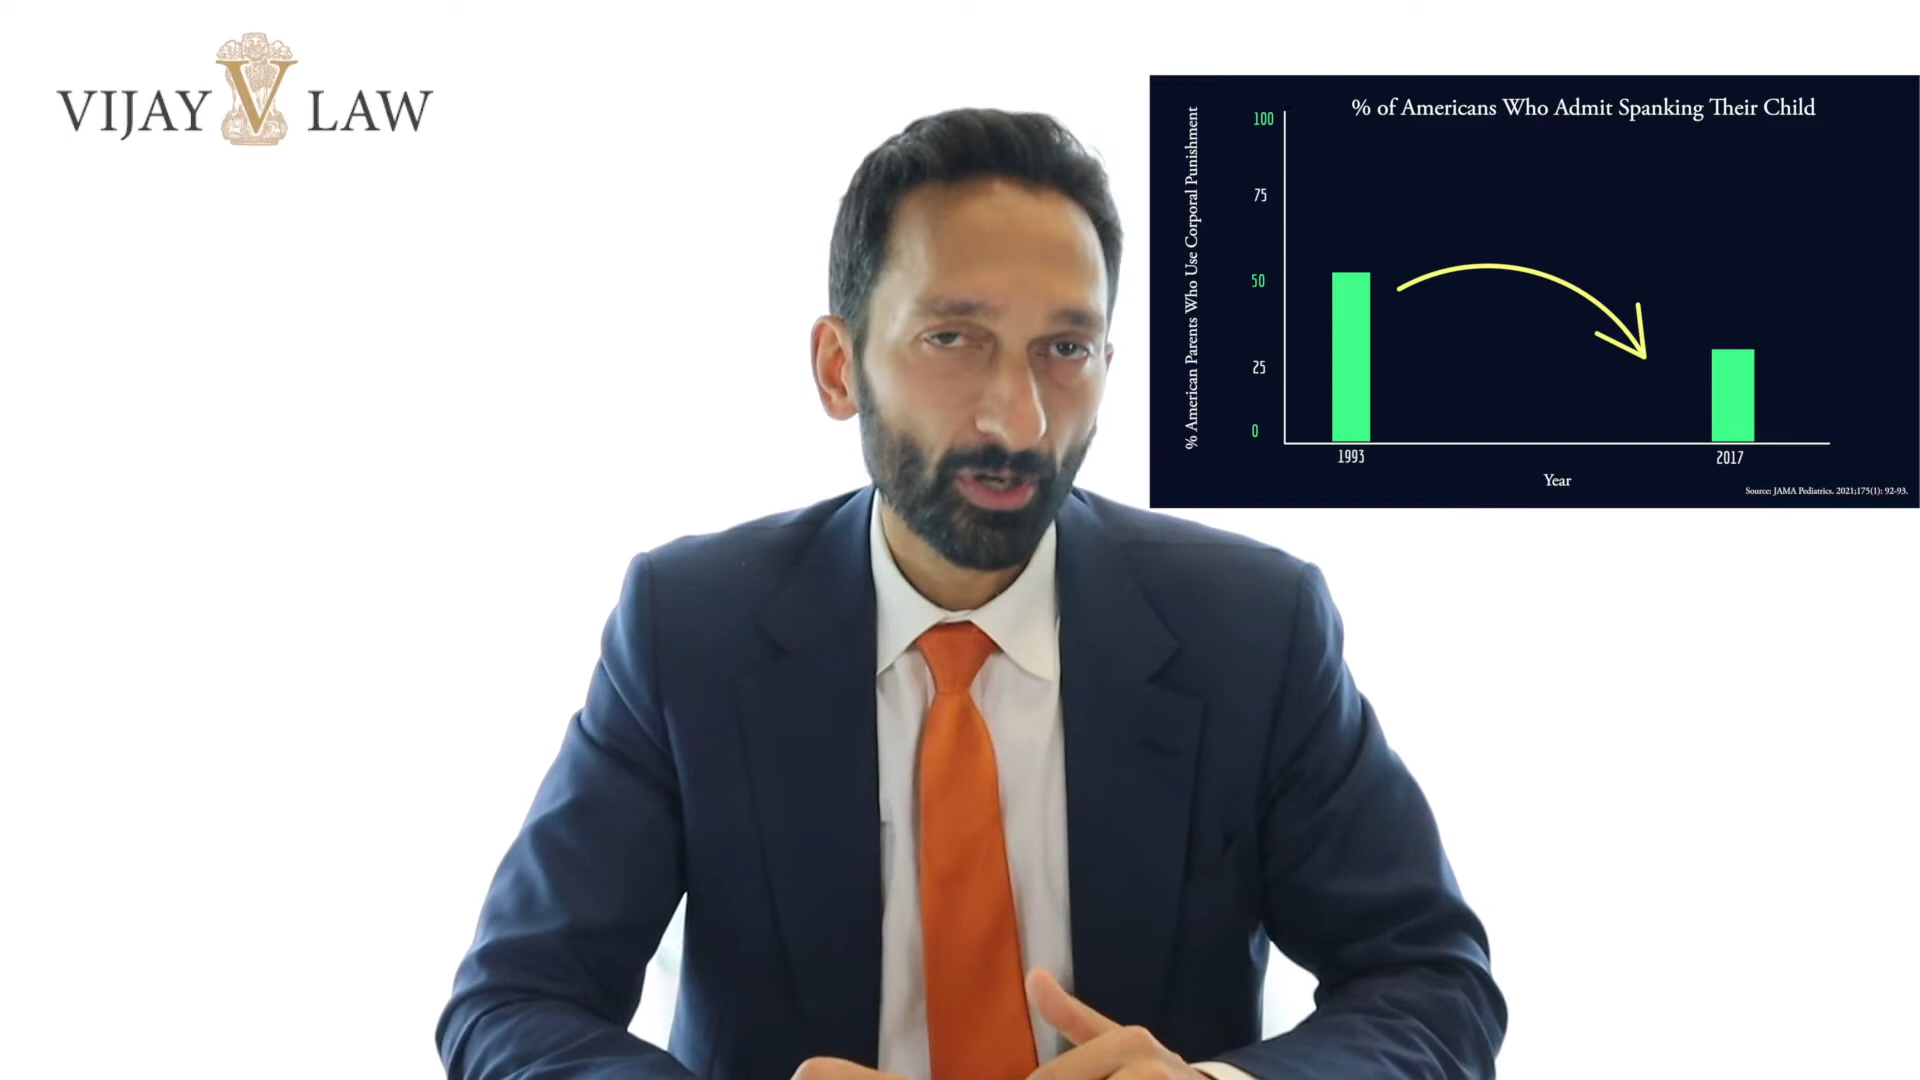 VIJAY V LAW
% of Americans Who Admit Spanking Their Child
% American Parents Who Use Corporal Punishment
100
75
50
25
0
1993
2017
Year
Source: JAMA Pediatrics. 2021;175(1): 92-93.